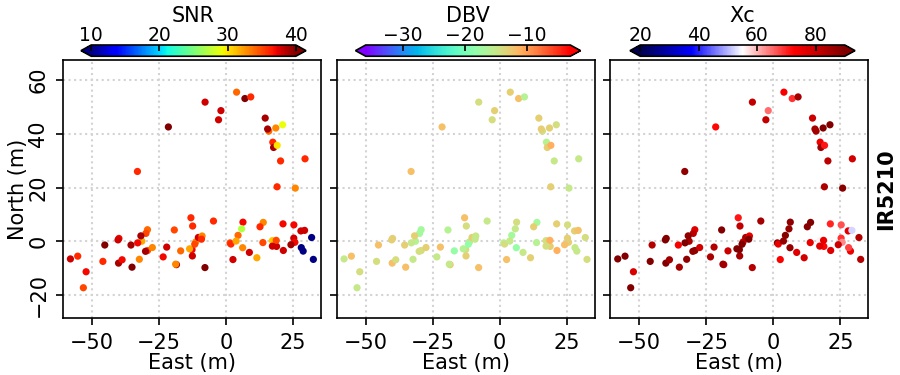 SNR DBV Xc
10 20 30 40 −30 −20 −10 20 40 60 80
60
40
20
0
−20
North (m)
−50 −25 0 25 −50 −25 0 25 −50 −25 0 25
East (m) East (m) East (m)
IR5210